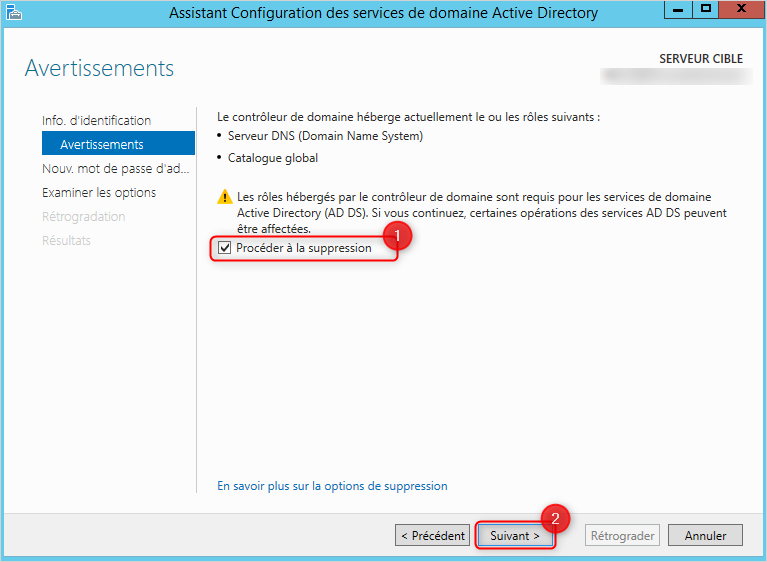 Assistant Configuration des services de domaine Active Directory
Avertissements
SERVEUR CIBLE
Info. d'identification
Avertissements
Nouv. mot de passe d'ad...
Examiner les options
Rétrogradation
Résultats
Le contrôleur de domaine héberge actuellement le ou les rôles suivants :
• Serveur DNS (Domain Name System)
• Catalogue global
Les rôles hébergés par le contrôleur de domaine sont requis pour les services de domaine
Active Directory (AD DS). Si vous continuez, certaines opérations des services AD DS peuvent
être affectées.
Procéder à la suppression
1
En savoir plus sur la options de suppression
2
< Précédent
Suivant >
Rétrograder
Annuler